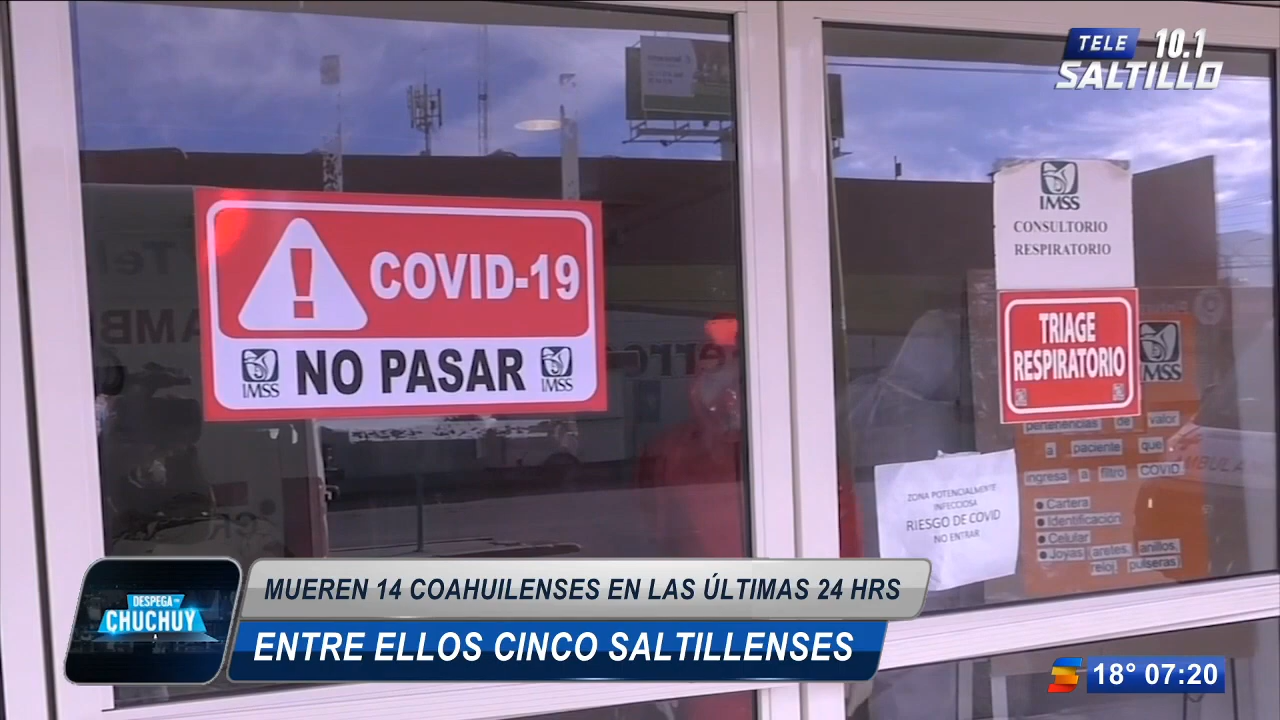 TELE 10.1
SALTILLO
IMSS
CONSULTORIO
RESPIRATORIO
COVID-19
NO PASAR
IMSS
IMSS
TRIAGE
RESPIRATORIO
IMSS
pertenencias de valor
a paciente que
ingresa a filtro COVID
Cartera
Identificación
Celular
Joyas, aretes, anillos,
reloj, pulseras
ZONA POTENCIALMENTE
INFECCIOSA
RIESGO DE COVID
NO ENTRAR
DESPEGA
CHUCHUY
MUEREN 14 COAHUILENSES EN LAS ÚLTIMAS 24 HRS
ENTRE ELLOS CINCO SALTILLENSES
18° 07:20